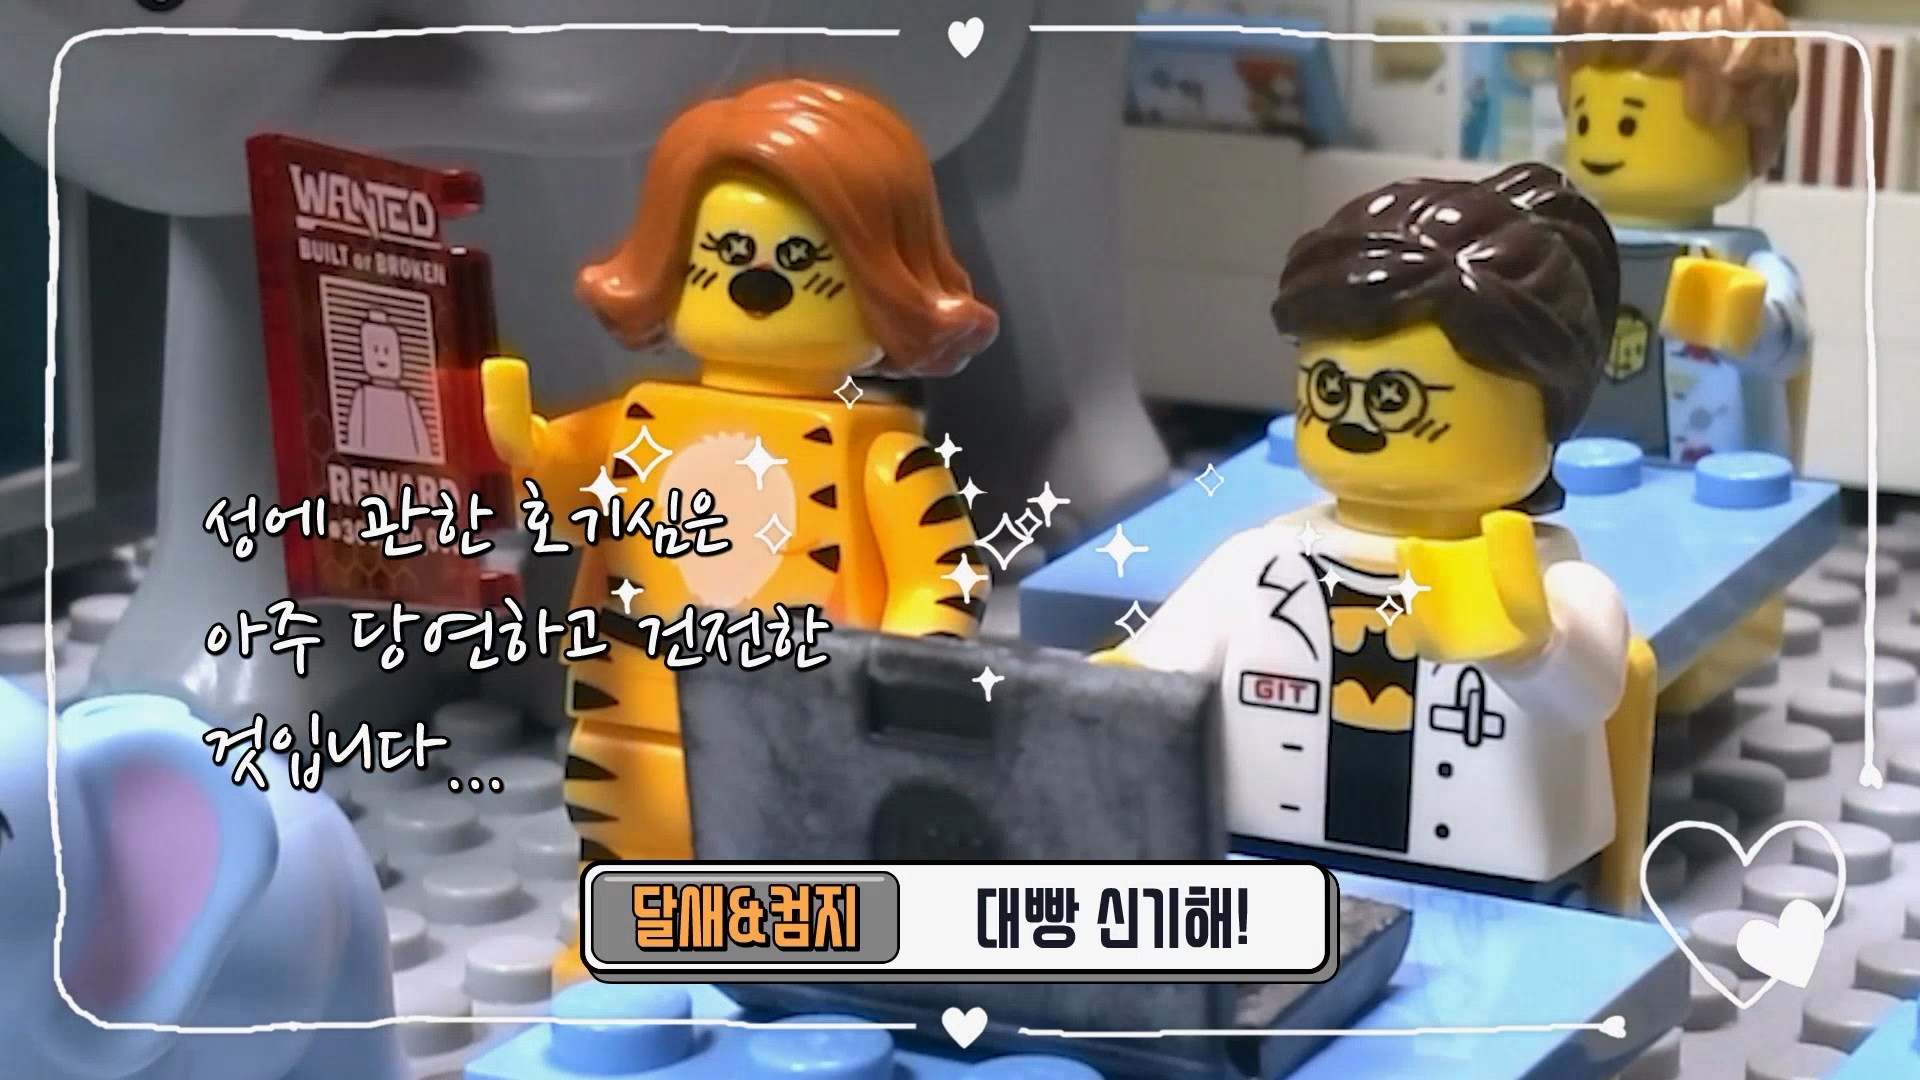 WANTED
BUILT or BROKEN
REWARD
성에 관한 호기심은
아주 당연하고 건전한
것입니다...
GIT
달새&컴지
대빵 신기해!